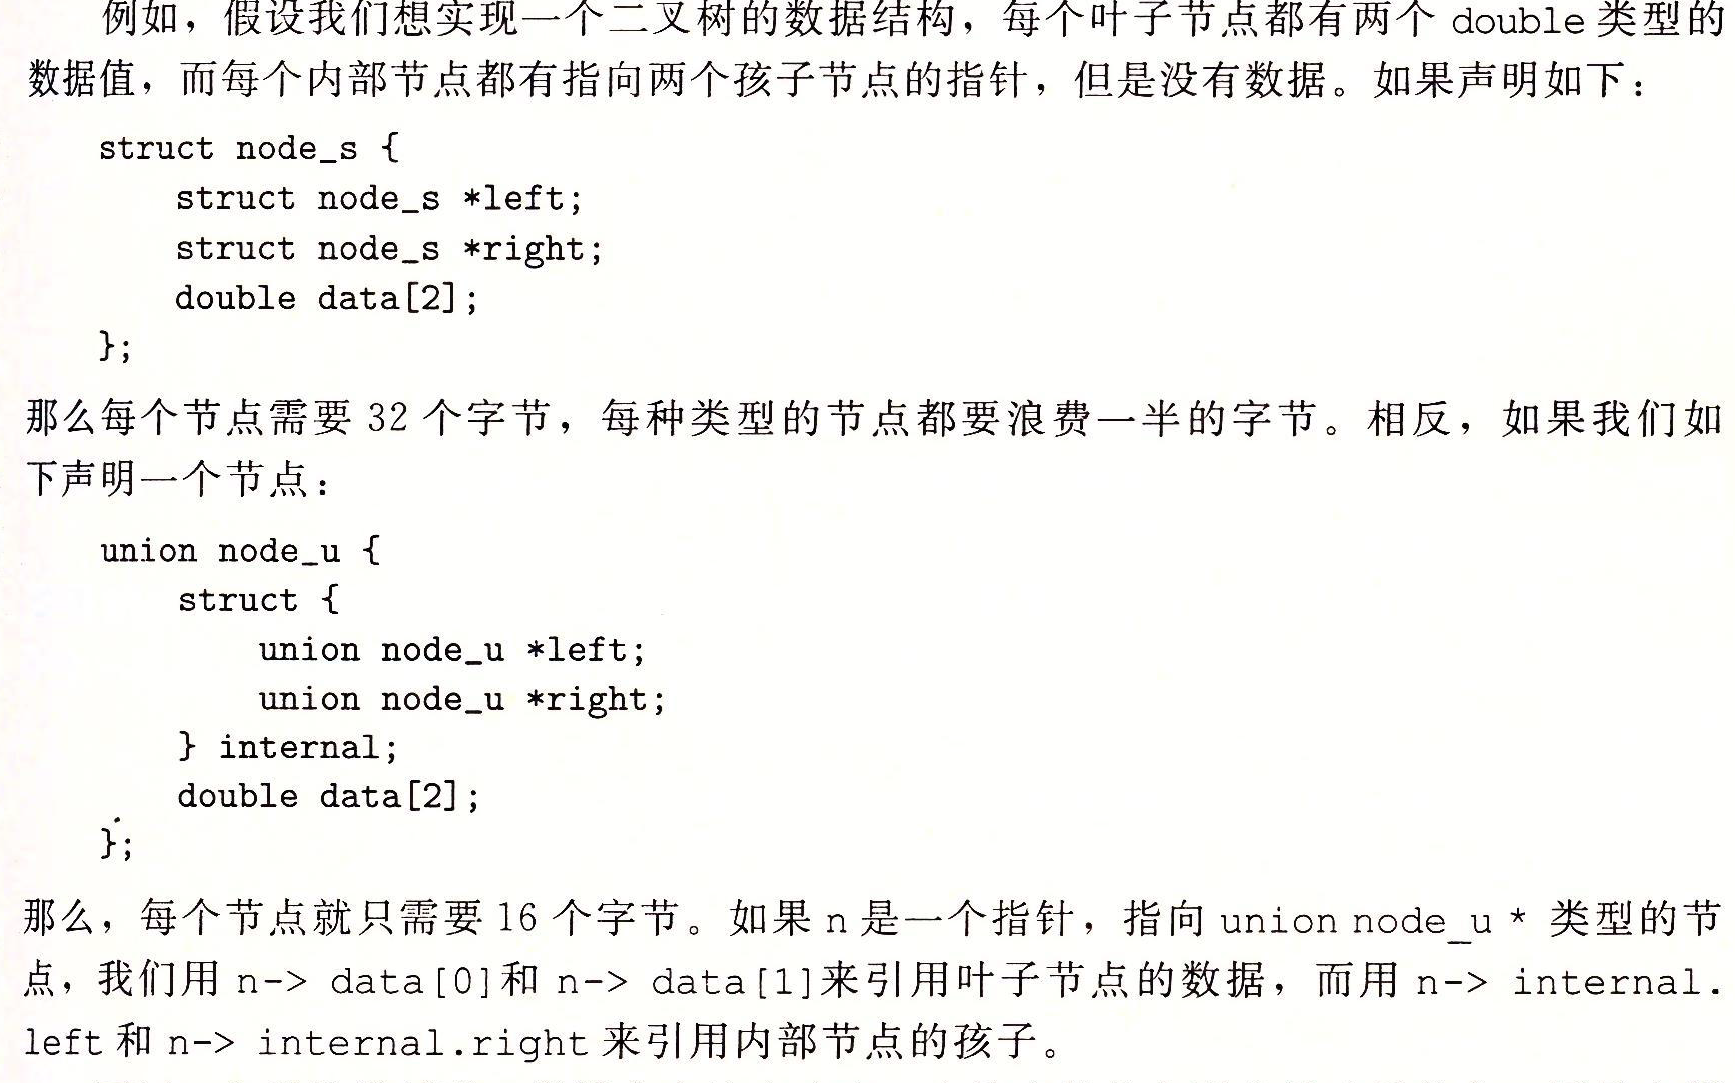 例如，假设我们想实现一个二叉树的数据结构，每个叶子节点都有两个 double 类型的
数据值，而每个内部节点都有指向两个孩子节点的指针，但是没有数据。如果声明如下：
struct node_s {
    struct node_s *left;
    struct node_s *right;
    double data[2];
};
那么每个节点需要 32 个字节，每种类型的节点都要浪费一半的字节。相反，如果我们如
下声明一个节点：
union node_u {
    struct {
        union node_u *left;
        union node_u *right;
    } internal;
    double data[2];
};
那么，每个节点就只需要 16 个字节。如果 n 是一个指针，指向 union node_u * 类型的节
点，我们用 n-> data[0]和 n-> data[1]来引用叶子节点的数据，而用 n-> internal.
left 和 n-> internal.right 来引用内部节点的孩子。